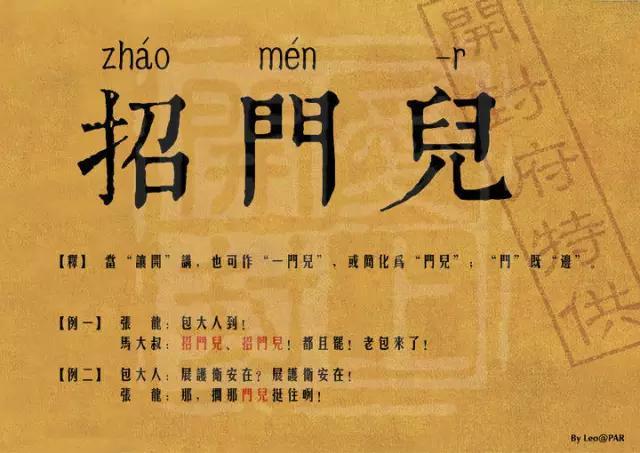 zháo mén -r
招門兒
開封府特供
【釋】 當“讓開”講，也可作“一門兒”，或簡化爲“門兒”；“門”既“邊”.
【例一】 張 龍：包大人到！
馬大叔：招門兒、招門兒！都且罷！老包来了！
【例二】 包大人：展護衛安在？展護衛安在！
張 龍：那，擱那門兒挺住咧！
By Leo@PAR